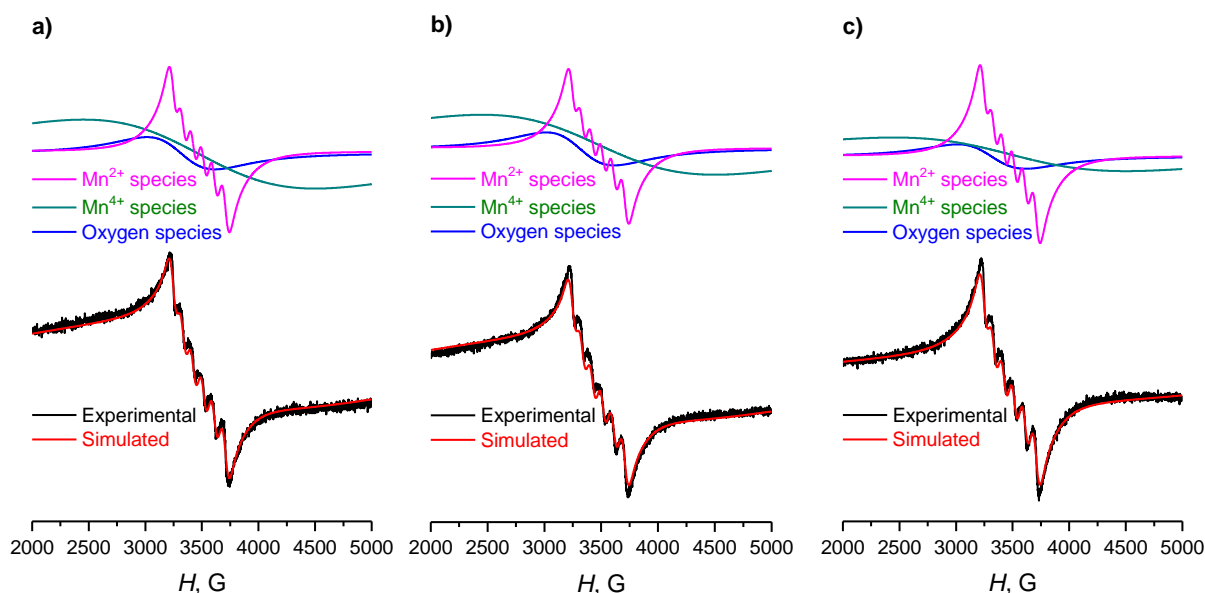 a)
Mn²⁺ species
Mn⁴⁺ species
Oxygen species
Experimental
Simulated
2000 2500 3000 3500 4000 4500 5000
H, G
b)
Mn²⁺ species
Mn⁴⁺ species
Oxygen species
Experimental
Simulated
2000 2500 3000 3500 4000 4500 5000
H, G
c)
Mn²⁺ species
Mn⁴⁺ species
Oxygen species
Experimental
Simulated
2000 2500 3000 3500 4000 4500 5000
H, G